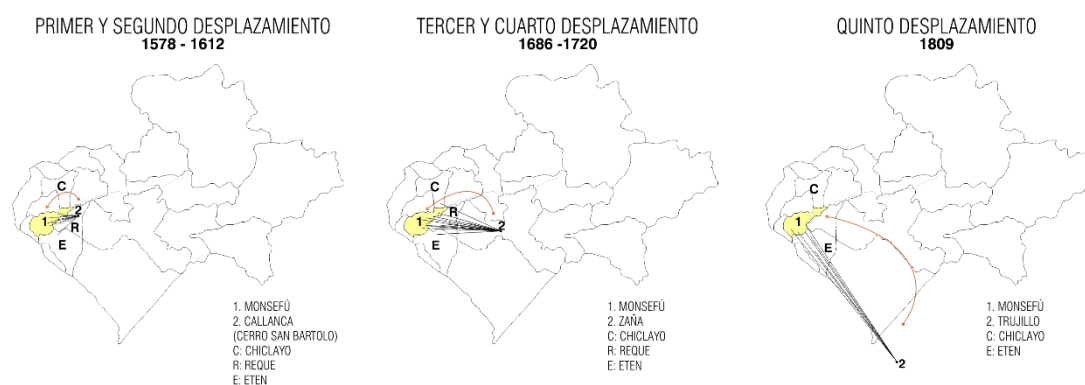 PRIMER Y SEGUNDO DESPLAZAMIENTO
1578 - 1612
C
1
2
R
E
1. MONSEFÚ
2. CALLANCA
(CERRO SAN BARTOLO)
C: CHICLAYO
R: REQUE
E: ETEN
TERCER Y CUARTO DESPLAZAMIENTO
1686 -1720
C
R
1
2
E
1. MONSEFÚ
2. ZAÑA
C: CHICLAYO
R: REQUE
E: ETEN
QUINTO DESPLAZAMIENTO
1809
C
1
E
2
1. MONSEFÚ
2. TRUJILLO
C: CHICLAYO
E: ETEN